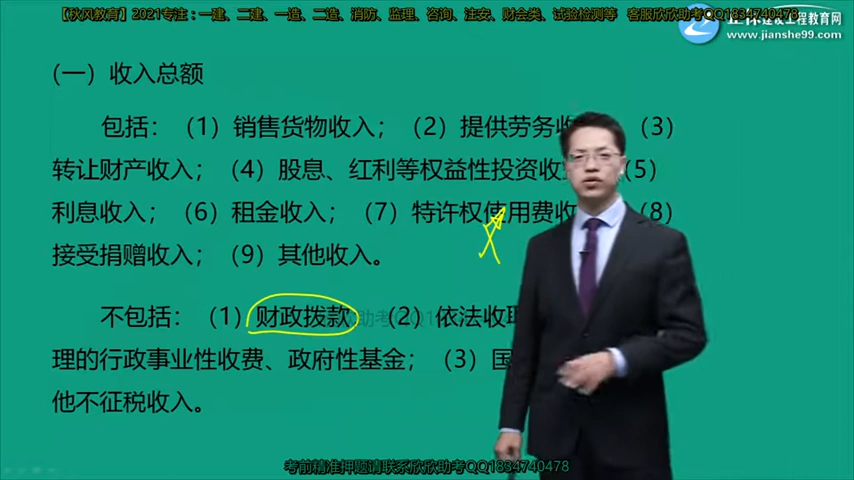 【秋风教育】2021专注：一建、二建、一造、二造、消防、监理、咨询、注安、财会类、试验检测等 客服欣欣助考QQ1834740478
建设工程教育网
www.jianshe99.com
（一）收入总额
包括：（1）销售货物收入；（2）提供劳务收 （3）
转让财产收入；（4）股息、红利等权益性投资收 （5）
利息收入；（6）租金收入；（7）特许权使用费收 （8）
接受捐赠收入；（9）其他收入。
不包括：（1）财政拨款 （2）依法收
理的行政事业性收费、政府性基金；（3）国
他不征税收入。
考前精准押题请联系欣欣助考QQ1834740478